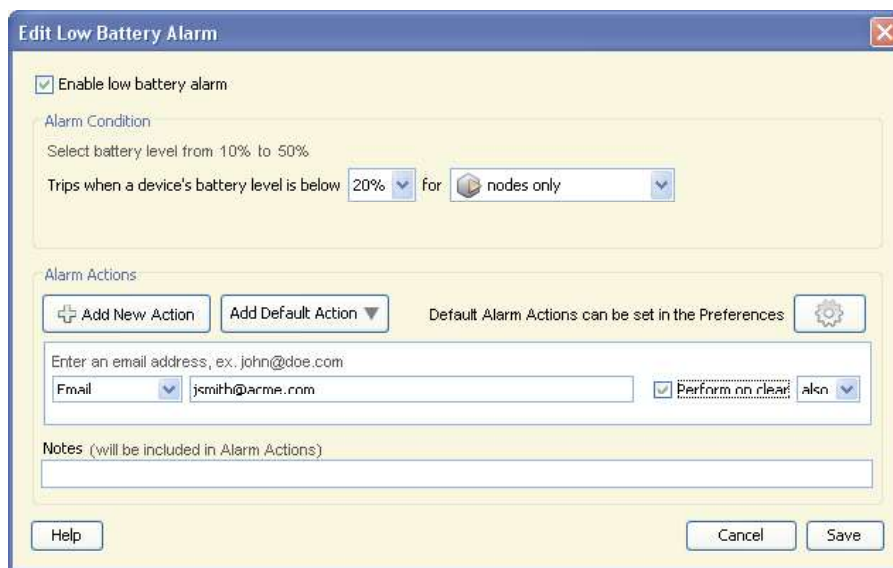 Edit Low Battery Alarm
Enable low battery alarm
Alarm Condition
Select battery level from 10% to 50%
Trips when a device's battery level is below 20% for nodes only
Alarm Actions
Add New Action Add Default Action Default Alarm Actions can be set in the Preferences
Enter an email address, ex. john@doe.com
Email jsmith@acme.com Perform on clear also
Notes (will be included in Alarm Actions)
Help Cancel Save